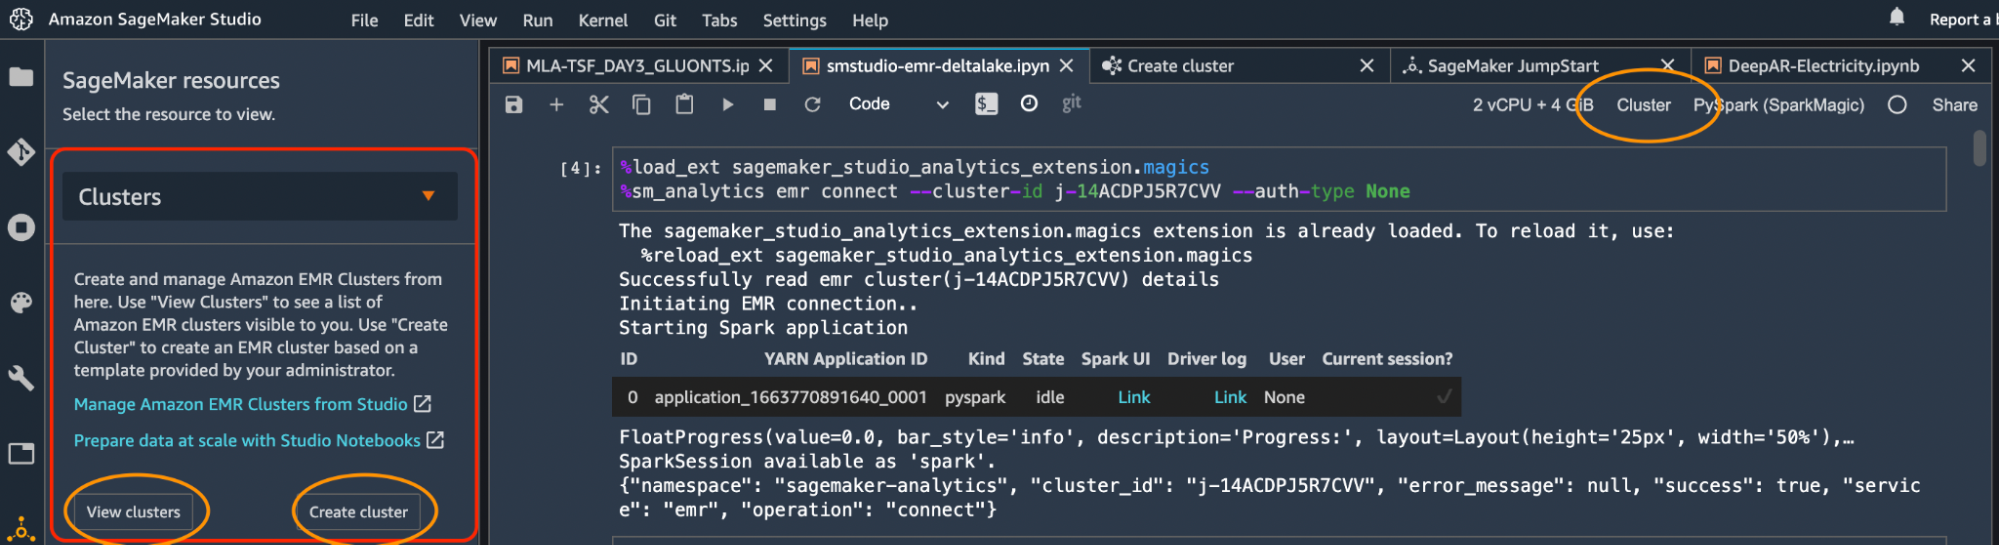 Amazon SageMaker Studio File Edit View Run Kernel Git Tabs Settings Help Report a
SageMaker resources
Select the resource to view.
Clusters
Create and manage Amazon EMR Clusters from
here. Use "View Clusters" to see a list of
Amazon EMR clusters visible to you. Use "Create
Cluster" to create an EMR cluster based on a
template provided by your administrator.
Manage Amazon EMR Clusters from Studio
Prepare data at scale with Studio Notebooks
View clusters Create cluster
MLA-TSF_DAY3_GLUONTS.ip smstudio-emr-deltalake.ipyn Create cluster SageMaker JumpStart DeepAR-Electricity.ipynb
Code $_ git 2 vCPU + 4 GiB Cluster PySpark (SparkMagic) Share
[4]: %load_ext sagemaker_studio_analytics_extension.magics
%sm_analytics emr connect --cluster-id j-14ACDPJ5R7CVV --auth-type None
The sagemaker_studio_analytics_extension.magics extension is already loaded. To reload it, use:
%reload_ext sagemaker_studio_analytics_extension.magics
Successfully read emr cluster(j-14ACDPJ5R7CVV) details
Initiating EMR connection..
Starting Spark application
ID YARN Application ID Kind State Spark UI Driver log User Current session?
0 application_1663770891640_0001 pyspark idle Link Link None ✓
FloatProgress(value=0.0, bar_style='info', description='Progress:', layout=Layout(height='25px', width='50%'),…
SparkSession available as 'spark'.
{"namespace": "sagemaker-analytics", "cluster_id": "j-14ACDPJ5R7CVV", "error_message": null, "success": true, "servic
e": "emr", "operation": "connect"}